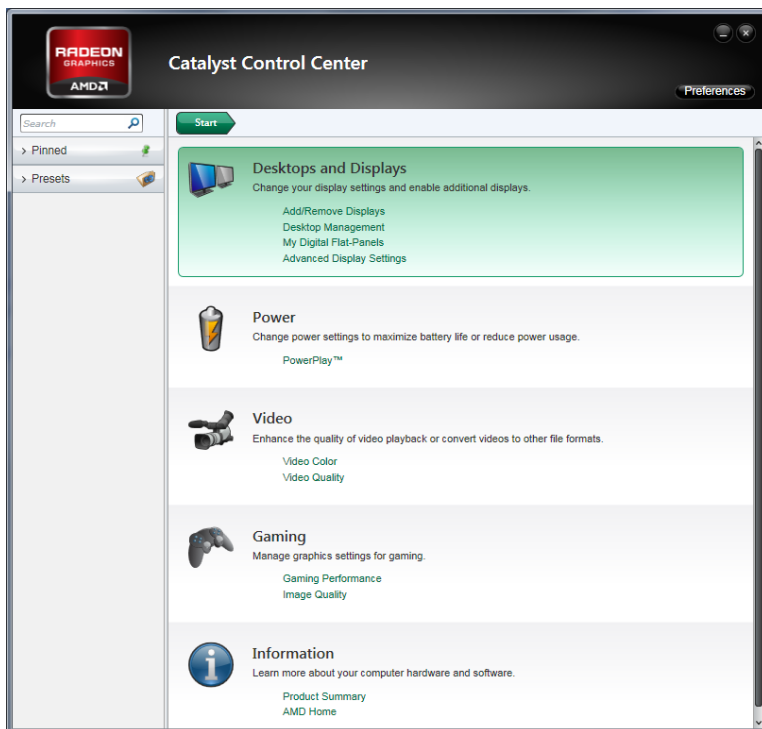 RADEON
GRAPHICS
AMD
Catalyst Control Center
Preferences
Search
Start
Pinned
Presets
Desktops and Displays
Change your display settings and enable additional displays.
Add/Remove Displays
Desktop Management
My Digital Flat-Panels
Advanced Display Settings
Power
Change power settings to maximize battery life or reduce power usage.
PowerPlay™
Video
Enhance the quality of video playback or convert videos to other file formats.
Video Color
Video Quality
Gaming
Manage graphics settings for gaming.
Gaming Performance
Image Quality
Information
Learn more about your computer hardware and software.
Product Summary
AMD Home